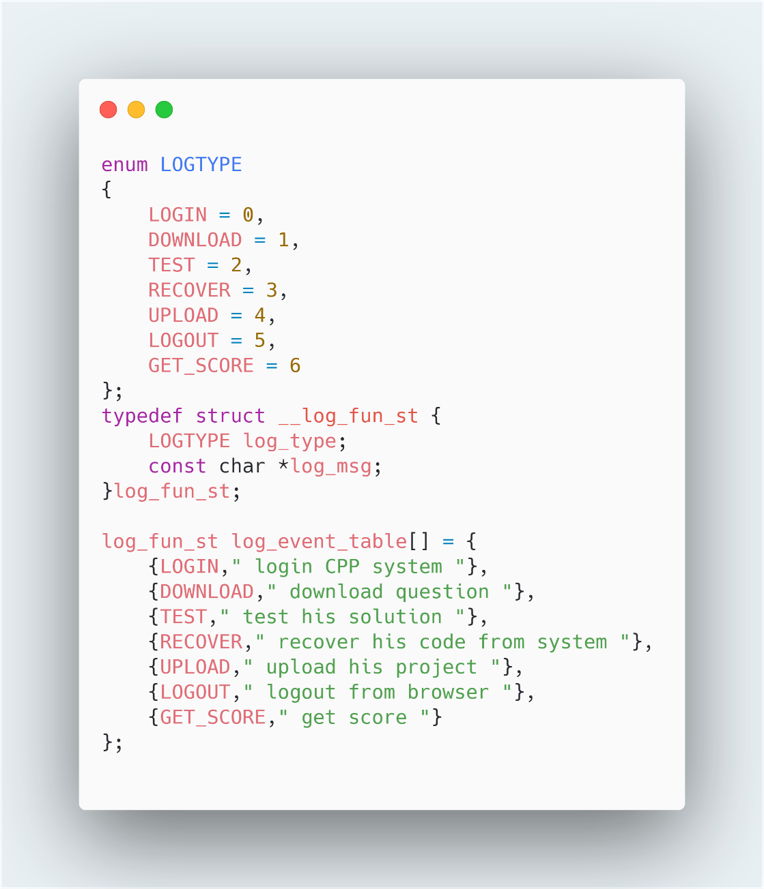 enum LOGTYPE
{
    LOGIN = 0,
    DOWNLOAD = 1,
    TEST = 2,
    RECOVER = 3,
    UPLOAD = 4,
    LOGOUT = 5,
    GET_SCORE = 6
};
typedef struct __log_fun_st {
    LOGTYPE log_type;
    const char *log_msg;
}log_fun_st;

log_fun_st log_event_table[] = {
    {LOGIN," login CPP system "},
    {DOWNLOAD," download question "},
    {TEST," test his solution "},
    {RECOVER," recover his code from system "},
    {UPLOAD," upload his project "},
    {LOGOUT," logout from browser "},
    {GET_SCORE," get score "}
};